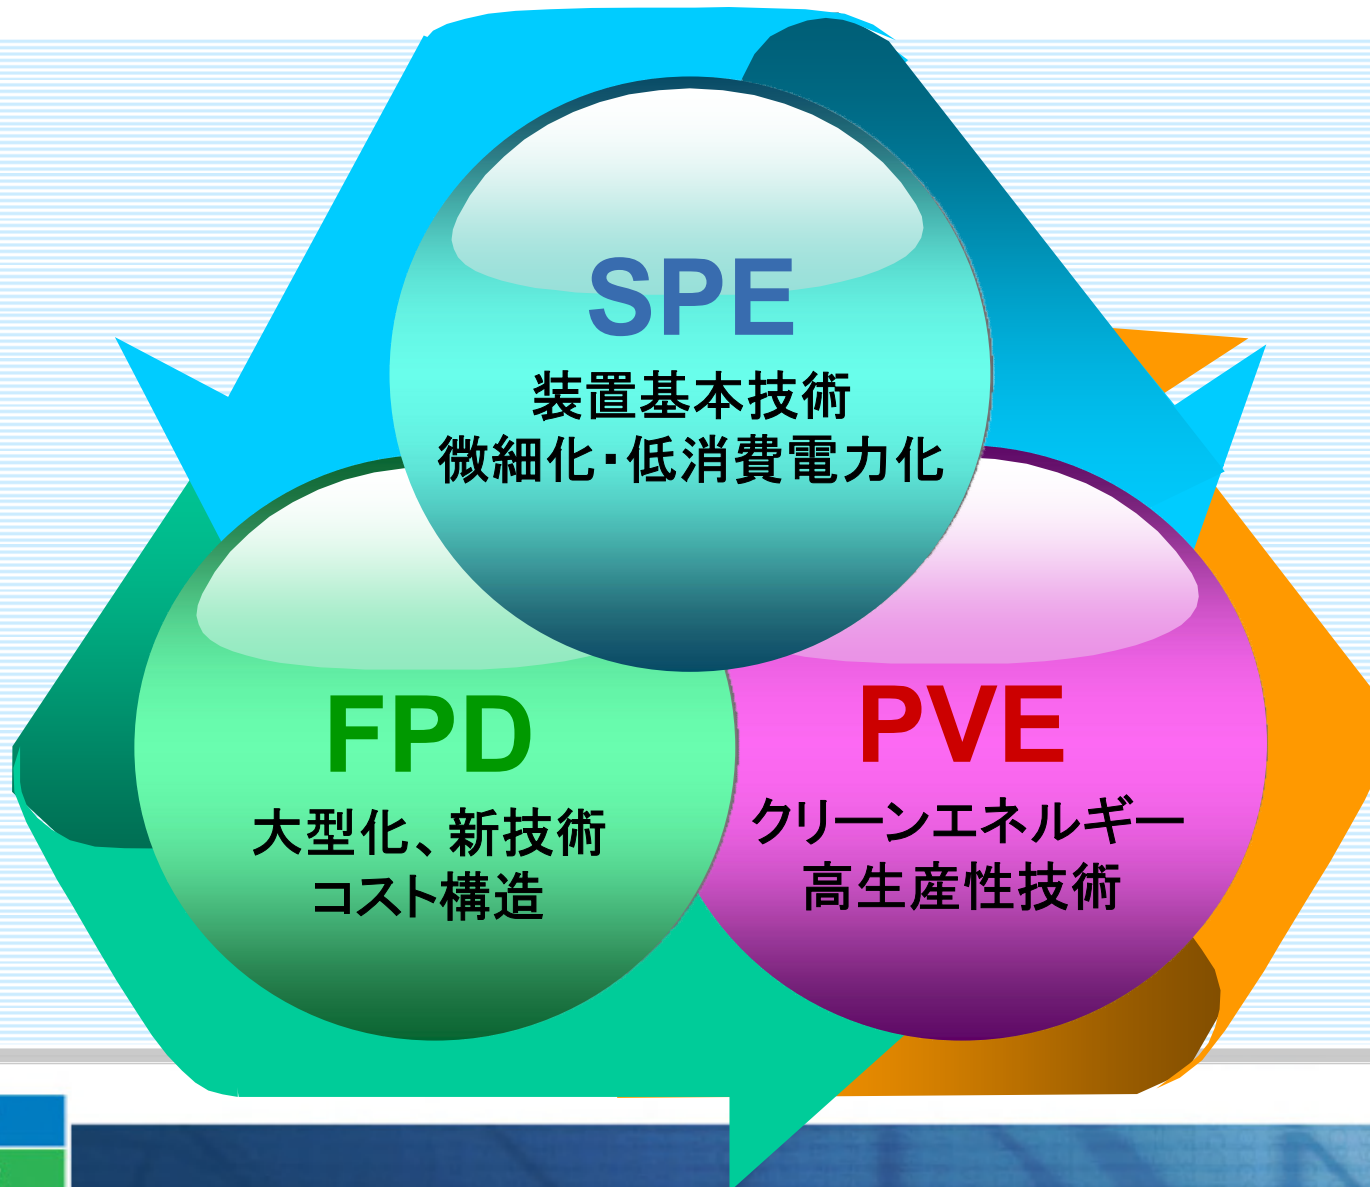 SPE
装置基本技術
微細化・低消費電力化
FPD
大型化、新技術
コスト構造
PVE
クリーンエネルギー
高生産性技術